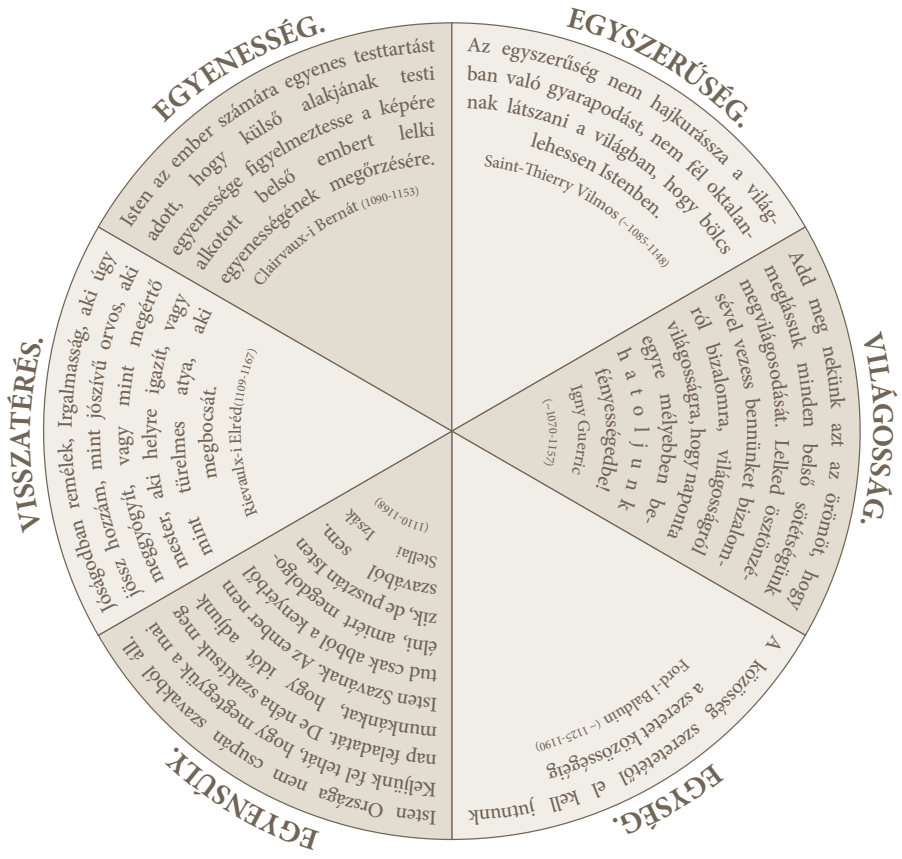 EGYSZERŰSÉG.
Az egyszerűség nem hajkurássza a világ-
ban való gyarapodást, nem fél oktalan-
nak látszani a világban, hogy bölcs
lehessen Istenben.
Saint-Thierry Vilmos (~1085-1148)
VILÁGOSSÁG.
Add meg nekünk azt az örömöt, hogy
meglássuk minden belső sötétségünk
megvilágosodását. Lelked ösztönzé-
sével vezess bennünket bizalom-
ról bizalomra, világosságról
világosságra, hogy naponta
egyre mélyebben be-
hatoljunk
fényességedbe!
Igny Guerric
(~1070-1157)
EGYSÉG.
A közösség szeretetétől el kell jutnunk
a szeretet közösségéig
Ford-i Balduin (~1125-1190)
EGYENSÚLY.
Isten Országa nem csupán szavakból áll.
Keljünk fel tehát, hogy megtegyük a mai
nap feladatát. De néha szakítsuk meg
munkánkat, hogy időt adjunk
Isten Szavának. Az ember nem
tud csak abból a kenyérből
élni, amiért megdolgo-
zik, de pusztán Isten
szavából sem.
Stellai Izsák
(1110-1168)
VISSZATÉRÉS.
Jóságodban remélek, Irgalmasság, aki úgy
jössz hozzám, mint jószívű orvos, aki
meggyógyít, vagy mint megértő
mester, aki helyre igazít, vagy
mint türelmes atya, aki
megbocsát.
Rievaulx-i Elréd(1109-1167)
EGYENESSÉG.
Isten az ember számára egyenes testtartást
adott, hogy külső alakjának testi
egyenessége figyelmeztesse a képére
alkotott belső embert lelki
egyenességének megőrzésére.
Clairvaux-i Bernát (1090-1153)